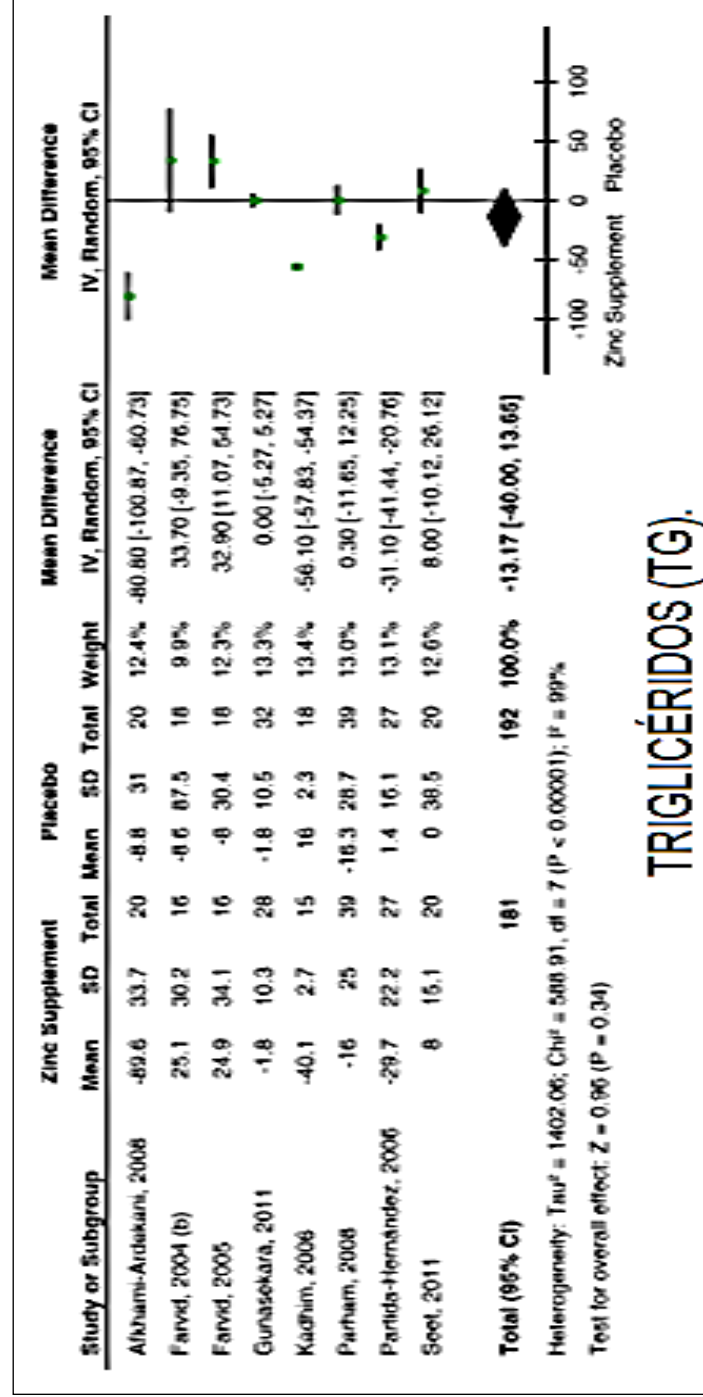 Zinc Supplement Placebo Mean Difference Mean Difference
Study or Subgroup Mean SD Total Mean SD Total Weight IV, Random, 95% CI IV, Random, 95% CI
Afkhami-Ardekani, 2008 -89.6 33.7 20 -8.8 31 20 12.4% -80.80 [-100.87, -60.73]
Farvid, 2004 (b) 25.1 30.2 16 -8.6 87.5 18 9.9% 33.70 [-9.35, 76.75]
Farvid, 2005 24.9 34.1 16 -8 30.4 18 12.3% 32.90 [11.07, 54.73]
Gunasekara, 2011 -1.8 10.3 28 -1.8 10.5 32 13.3% 0.00 [-5.27, 5.27]
Kadhim, 2006 -40.1 2.7 15 16 2.3 18 13.4% -56.10 [-57.83, -54.37]
Parham, 2008 -16 25 39 -16.3 28.7 39 13.0% 0.30 [-11.65, 12.25]
Partida-Hernández, 2006 -29.7 22.2 27 1.4 16.1 27 13.1% -31.10 [-41.44, -20.76]
Seet, 2011 8 15.1 20 0 38.5 20 12.6% 8.00 [-10.12, 26.12]
Total (95% CI) 181 192 100.0% -13.17 [-40.00, 13.65]
Heterogeneity: Tau² = 1402.06; Chi² = 588.91, df = 7 (P < 0.00001); I² = 99%
Test for overall effect: Z = 0.96 (P = 0.34)
-100 -50 0 50 100
Zinc Supplement Placebo
TRIGLICÉRIDOS (TG).